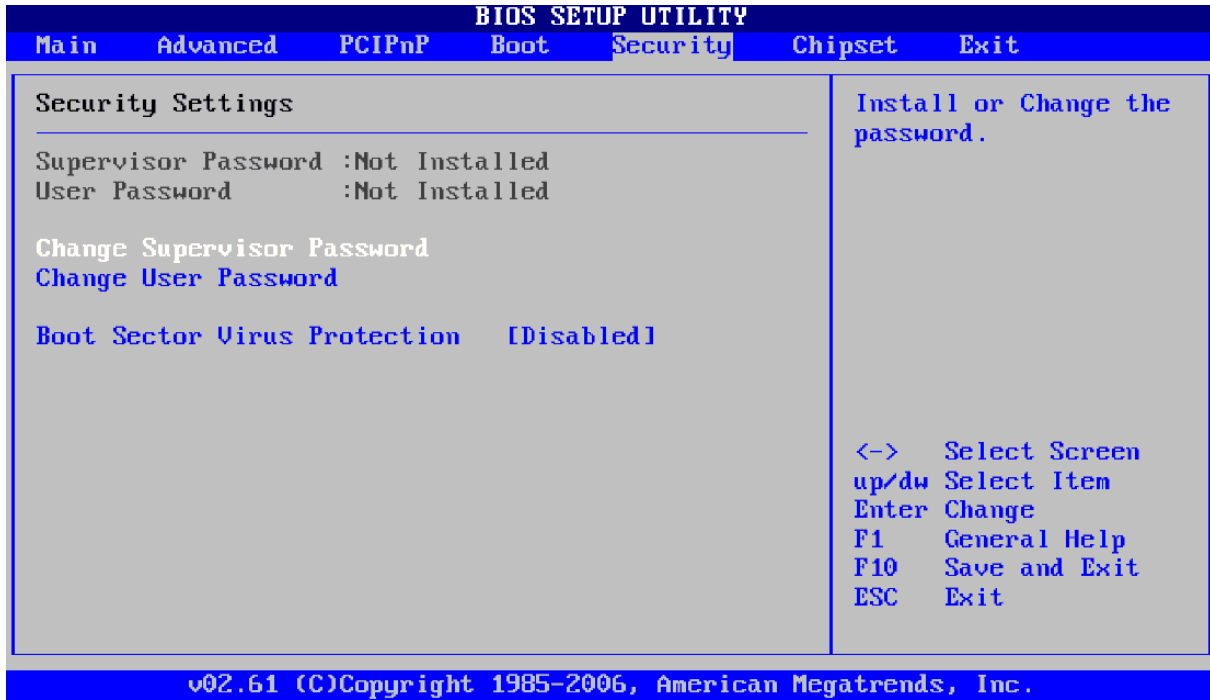 BIOS SETUP UTILITY
Main Advanced PCIPnP Boot Security Chipset Exit
Security Settings
Supervisor Password :Not Installed
User Password :Not Installed
Change Supervisor Password
Change User Password
Boot Sector Virus Protection [Disabled]
Install or Change the
password.
<-> Select Screen
up/dw Select Item
Enter Change
F1 General Help
F10 Save and Exit
ESC Exit
v02.61 (C)Copyright 1985-2006, American Megatrends, Inc.